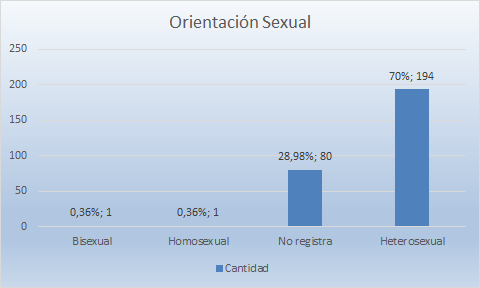 Orientación Sexual
250
200
150
100
50
0
0,36%; 1
0,36%; 1
28,98%; 80
70%; 194
Bisexual
Homosexual
No registra
Heterosexual
Cantidad